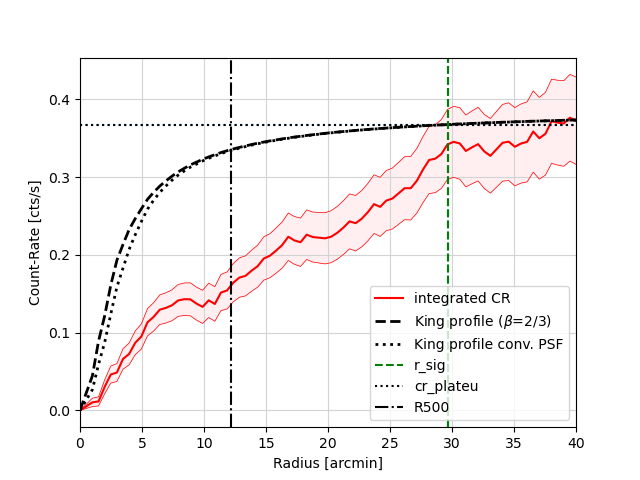 0.4
0.3
0.2
0.1
0.0
Count-Rate [cts/s]
integrated CR
King profile (β=2/3)
King profile conv. PSF
r_sig
cr_plateu
R500
0 5 10 15 20 25 30 35 40
Radius [arcmin]